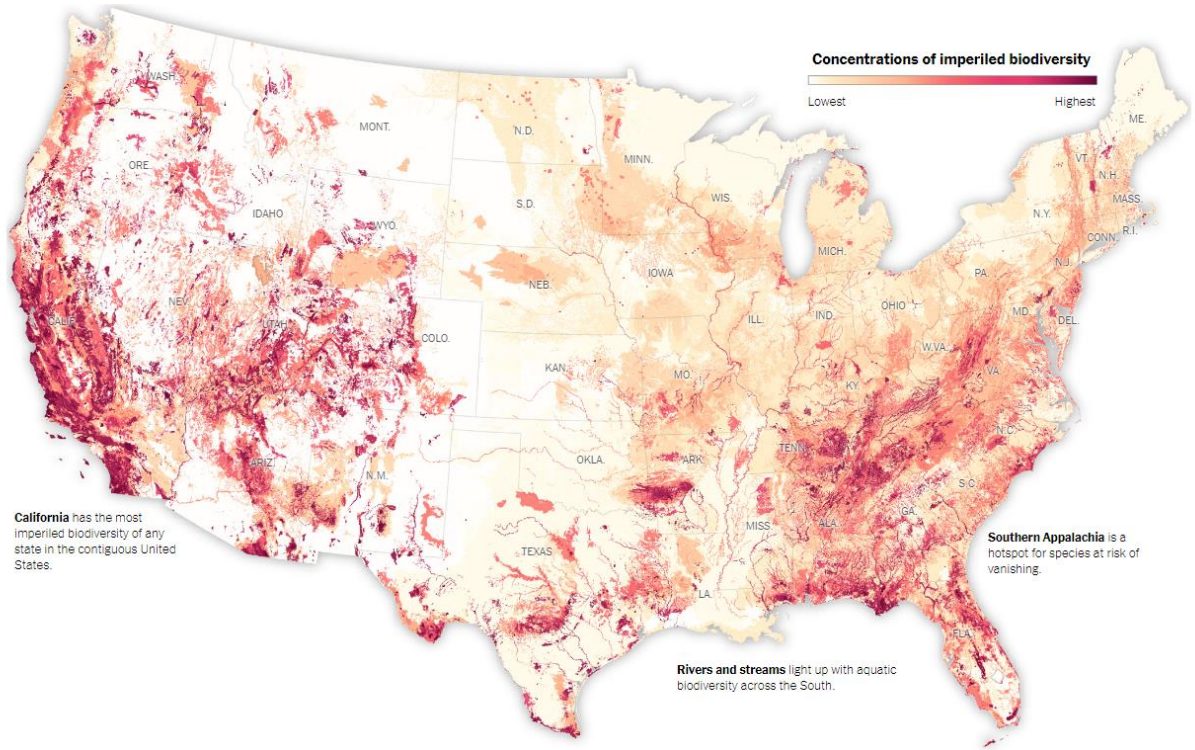 Concentrations of imperiled biodiversity
Lowest
Highest
WASH.
MONT.
N.D.
MINN.
ME.
VT.
N.H.
ORE.
IDAHO
WYO.
S.D.
WIS.
MICH.
N.Y.
MASS.
CONN.
R.I.
NEV.
UTAH
COLO.
NEB.
IOWA
ILL.
IND.
OHIO
PA.
N.J.
MD.
DEL.
CALIF.
KAN.
MO.
KY.
W.VA.
VA.
ARIZ.
N.M.
OKLA.
ARK.
TENN.
N.C.
S.C.
TEXAS
LA.
MISS.
ALA.
GA.
FLA.
California has the most
imperiled biodiversity of any
state in the contiguous United
States.
Southern Appalachia is a
hotspot for species at risk of
vanishing.
Rivers and streams light up with aquatic
biodiversity across the South.